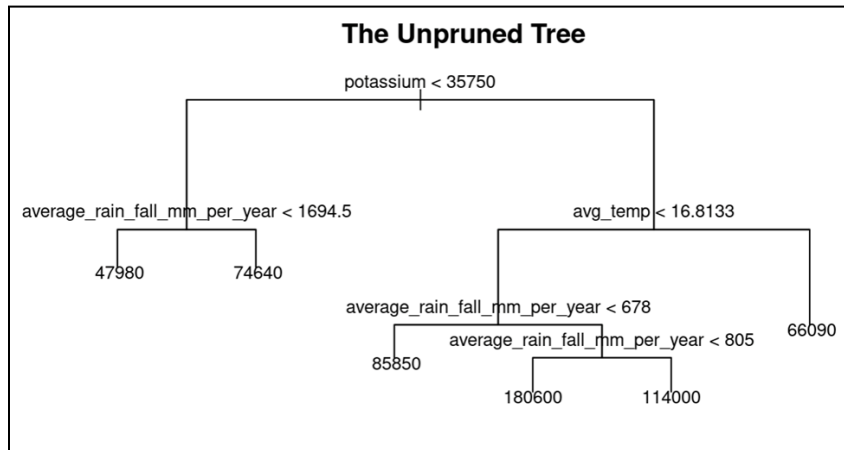 The Unpruned Tree
potassium < 35750
average_rain_fall_mm_per_year < 1694.5
avg_temp < 16.8133
47980
74640
average_rain_fall_mm_per_year < 678
66090
average_rain_fall_mm_per_year < 805
85850
180600
114000